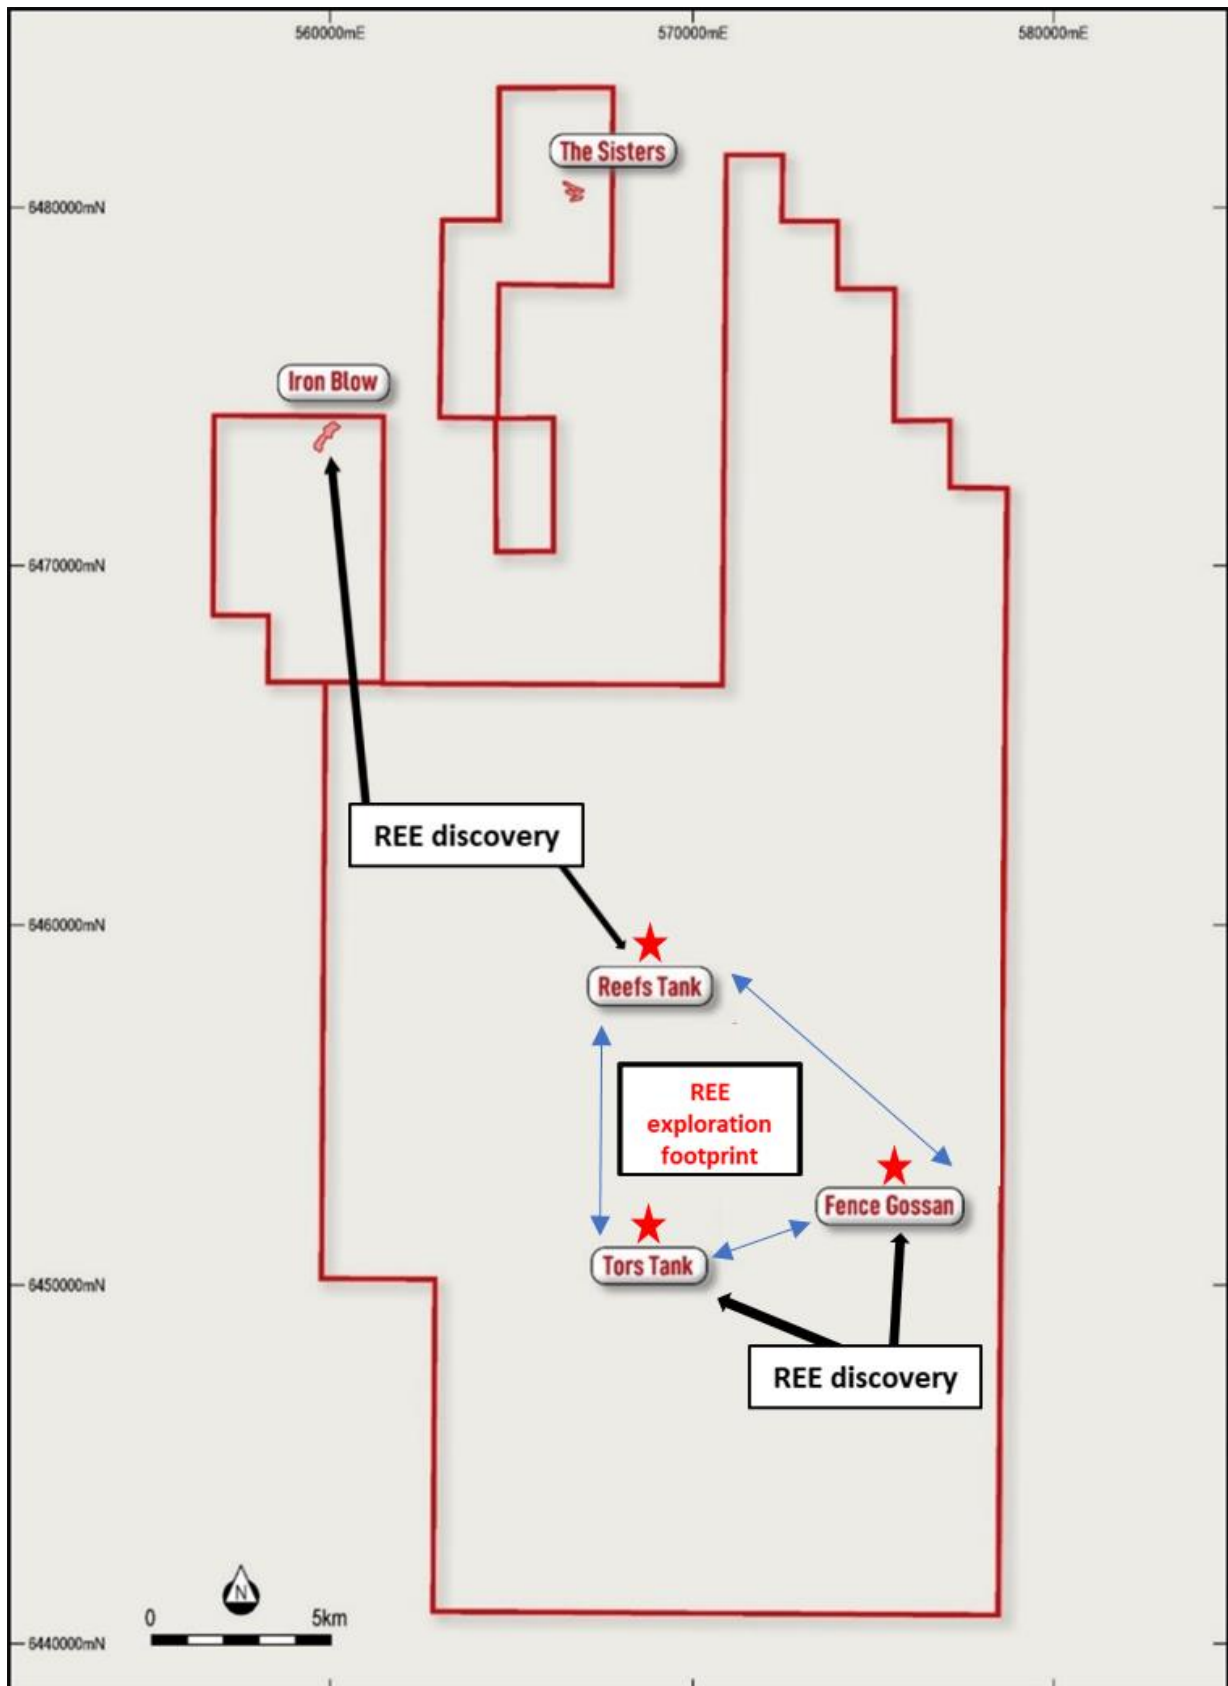 560000mE
570000mE
580000mE
The Sisters
6480000mN
Iron Blow
6470000mN
REE discovery
6460000mN
Reefs Tank
REE
exploration
footprint
Fence Gossan
Tors Tank
6450000mN
REE discovery
N
0
5km
6440000mN